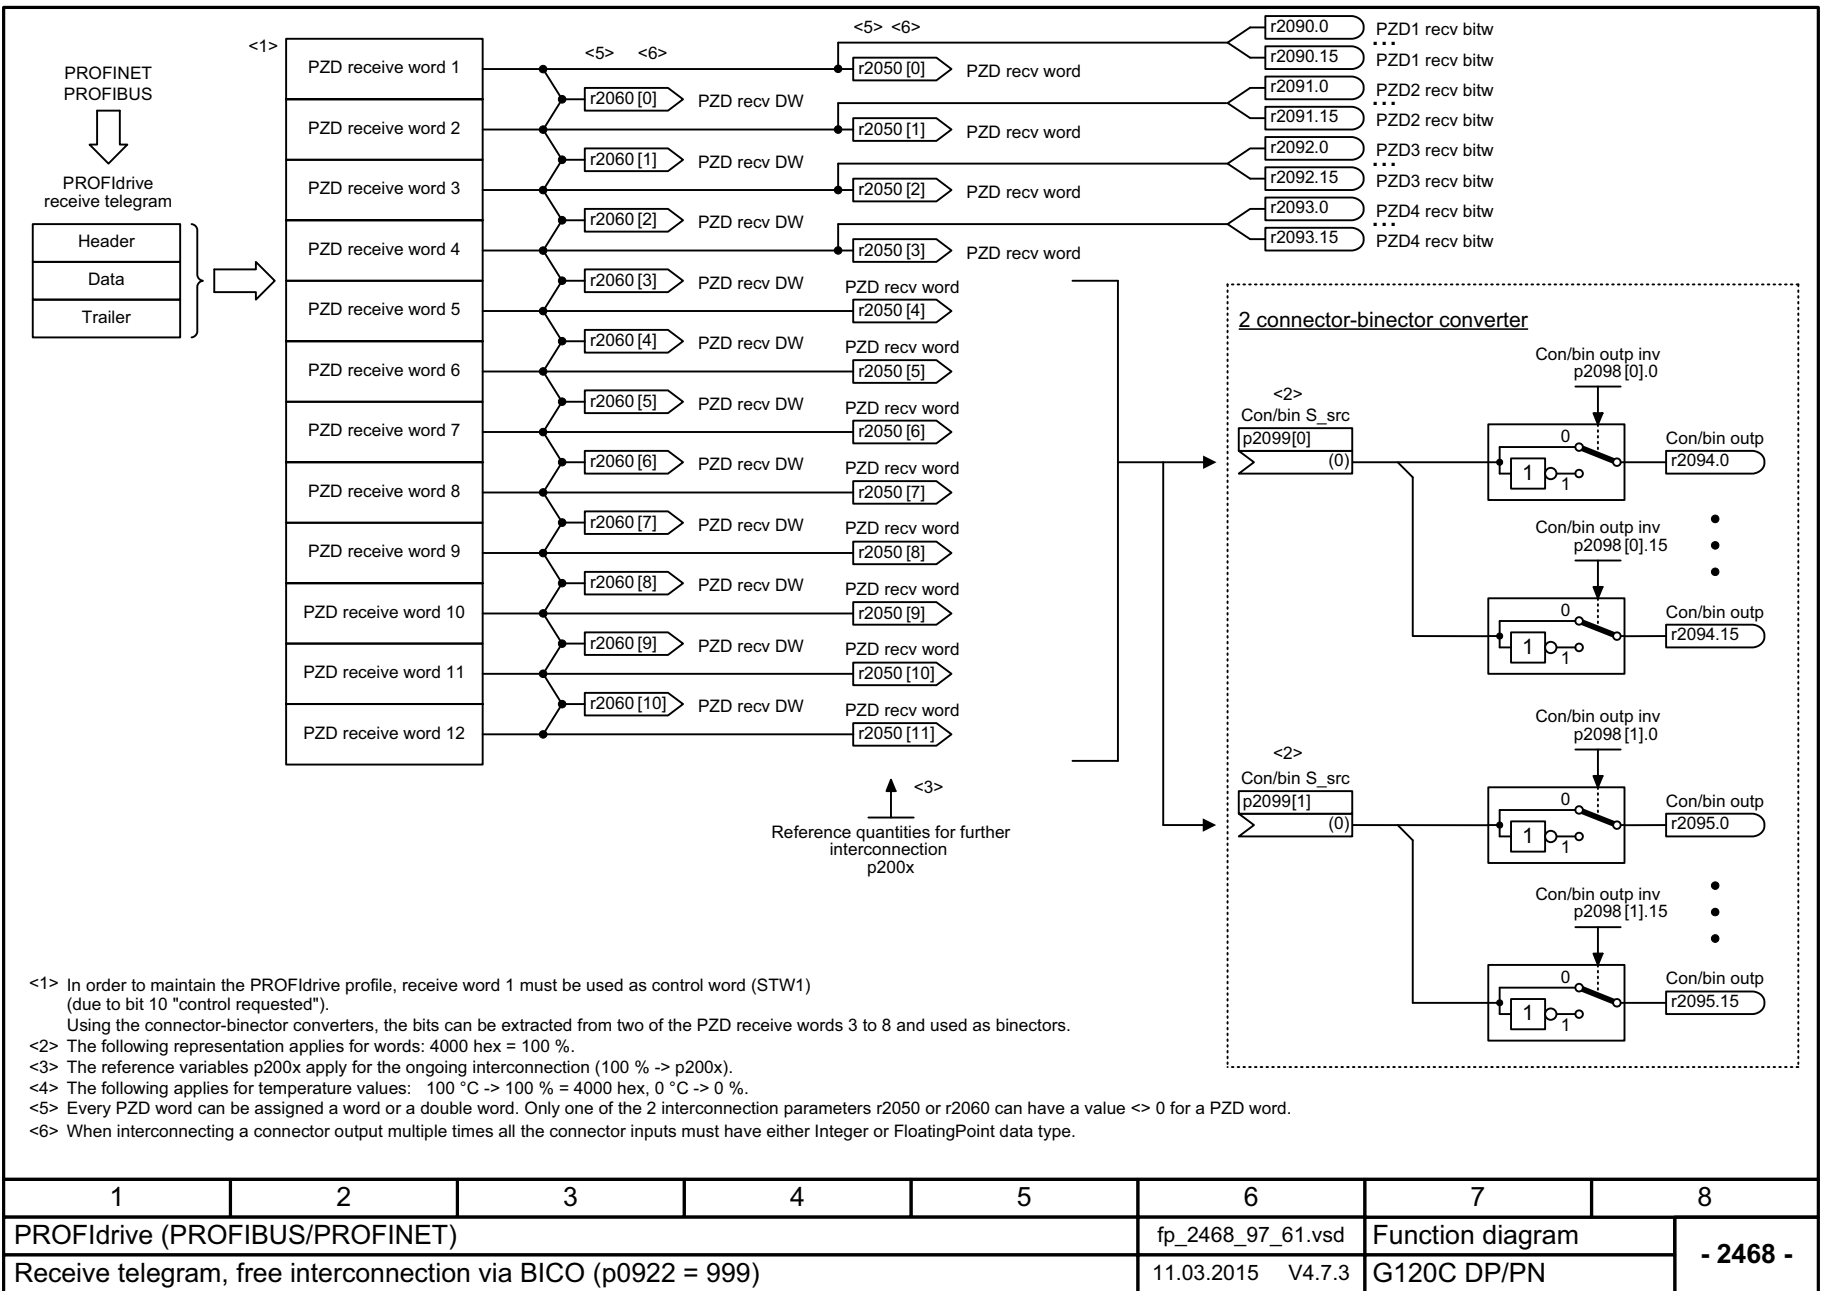 <1>
<5> <6>
<5> <6>
PROFINET
PROFIBUS
PROFIdrive
receive telegram
Header
Data
Trailer
PZD receive word 1
PZD receive word 2
PZD receive word 3
PZD receive word 4
PZD receive word 5
PZD receive word 6
PZD receive word 7
PZD receive word 8
PZD receive word 9
PZD receive word 10
PZD receive word 11
PZD receive word 12
r2060 [0] PZD recv DW
r2060 [1] PZD recv DW
r2060 [2] PZD recv DW
r2060 [3] PZD recv DW
r2060 [4] PZD recv DW
r2060 [5] PZD recv DW
r2060 [6] PZD recv DW
r2060 [7] PZD recv DW
r2060 [8] PZD recv DW
r2060 [9] PZD recv DW
r2060 [10] PZD recv DW
r2050 [0] PZD recv word
r2050 [1] PZD recv word
r2050 [2] PZD recv word
r2050 [3] PZD recv word
PZD recv word
r2050 [4]
PZD recv word
r2050 [5]
PZD recv word
r2050 [6]
PZD recv word
r2050 [7]
PZD recv word
r2050 [8]
PZD recv word
r2050 [9]
PZD recv word
r2050 [10]
PZD recv word
r2050 [11]
<3>
Reference quantities for further
interconnection
p200x
r2090.0 PZD1 recv bitw
...
r2090.15 PZD1 recv bitw
r2091.0 PZD2 recv bitw
...
r2091.15 PZD2 recv bitw
r2092.0 PZD3 recv bitw
...
r2092.15 PZD3 recv bitw
r2093.0 PZD4 recv bitw
...
r2093.15 PZD4 recv bitw
2 connector-binector converter
<2>
Con/bin S_src
p2099[0]
(0)
Con/bin outp inv
p2098 [0].0
0
1
1
Con/bin outp
r2094.0
Con/bin outp inv
p2098 [0].15
0
1
1
Con/bin outp
r2094.15
<2>
Con/bin S_src
p2099[1]
(0)
Con/bin outp inv
p2098 [1].0
0
1
1
Con/bin outp
r2095.0
Con/bin outp inv
p2098 [1].15
0
1
1
Con/bin outp
r2095.15
<1> In order to maintain the PROFIdrive profile, receive word 1 must be used as control word (STW1)
(due to bit 10 "control requested").
Using the connector-binector converters, the bits can be extracted from two of the PZD receive words 3 to 8 and used as binectors.
<2> The following representation applies for words: 4000 hex = 100 %.
<3> The reference variables p200x apply for the ongoing interconnection (100 % -> p200x).
<4> The following applies for temperature values: 100 °C -> 100 % = 4000 hex, 0 °C -> 0 %.
<5> Every PZD word can be assigned a word or a double word. Only one of the 2 interconnection parameters r2050 or r2060 can have a value <> 0 for a PZD word.
<6> When interconnecting a connector output multiple times all the connector inputs must have either Integer or FloatingPoint data type.
1 2 3 4 5 6 7 8
PROFIdrive (PROFIBUS/PROFINET) fp_2468_97_61.vsd Function diagram
- 2468 -
Receive telegram, free interconnection via BICO (p0922 = 999) 11.03.2015 V4.7.3 G120C DP/PN